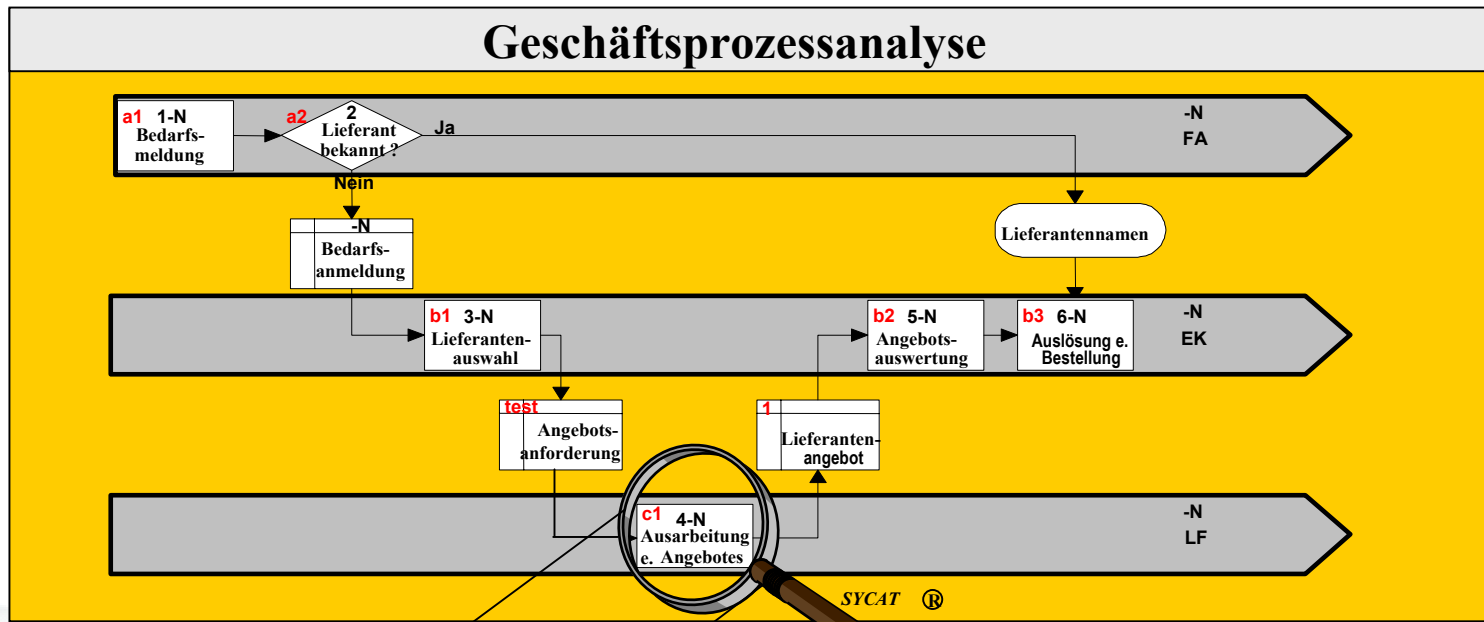 Geschäftsprozessanalyse
a1 1-N
Bedarfs-
meldung
a2 2
Lieferant
bekannt ?
Ja
Nein
-N
FA
-N
Bedarfs-
anmeldung
Lieferantennamen
b1 3-N
Lieferanten-
auswahl
b2 5-N
Angebots-
auswertung
b3 6-N
Auslösung e.
Bestellung
-N
EK
test
Angebots-
anforderung
1
Lieferanten-
angebot
c1 4-N
Ausarbeitung
e. Angebotes
-N
LF
SYCAT ®